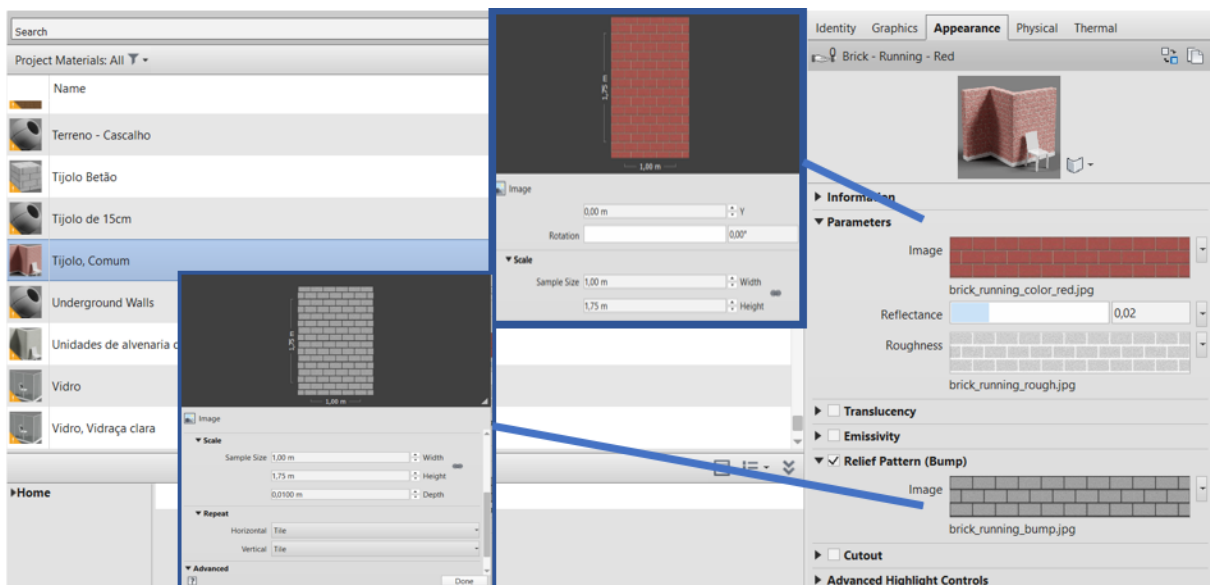 Search
Project Materials: All
Name
Terreno - Cascalho
Tijolo Betão
Tijolo de 15cm
Tijolo, Comum
Underground Walls
Unidades de alvenaria
Vidro
Vidro, Vidraça clara
Home
1,75 m
1,00 m
Image
0,00 m Y
Rotation 0,00°
Scale
Sample Size 1,00 m Width
1,75 m Height
1,75 m
1,00 m
Image
Scale
Sample Size 1,00 m Width
1,75 m Height
0,0100 m Depth
Repeat
Horizontal Tile
Vertical Tile
Advanced
?
Done
Identity Graphics Appearance Physical Thermal
Brick - Running - Red
Information
Parameters
Image
brick_running_color_red.jpg
Reflectance 0,02
Roughness
brick_running_rough.jpg
Translucency
Emissivity
Relief Pattern (Bump)
Image
brick_running_bump.jpg
Cutout
Advanced Highlight Controls